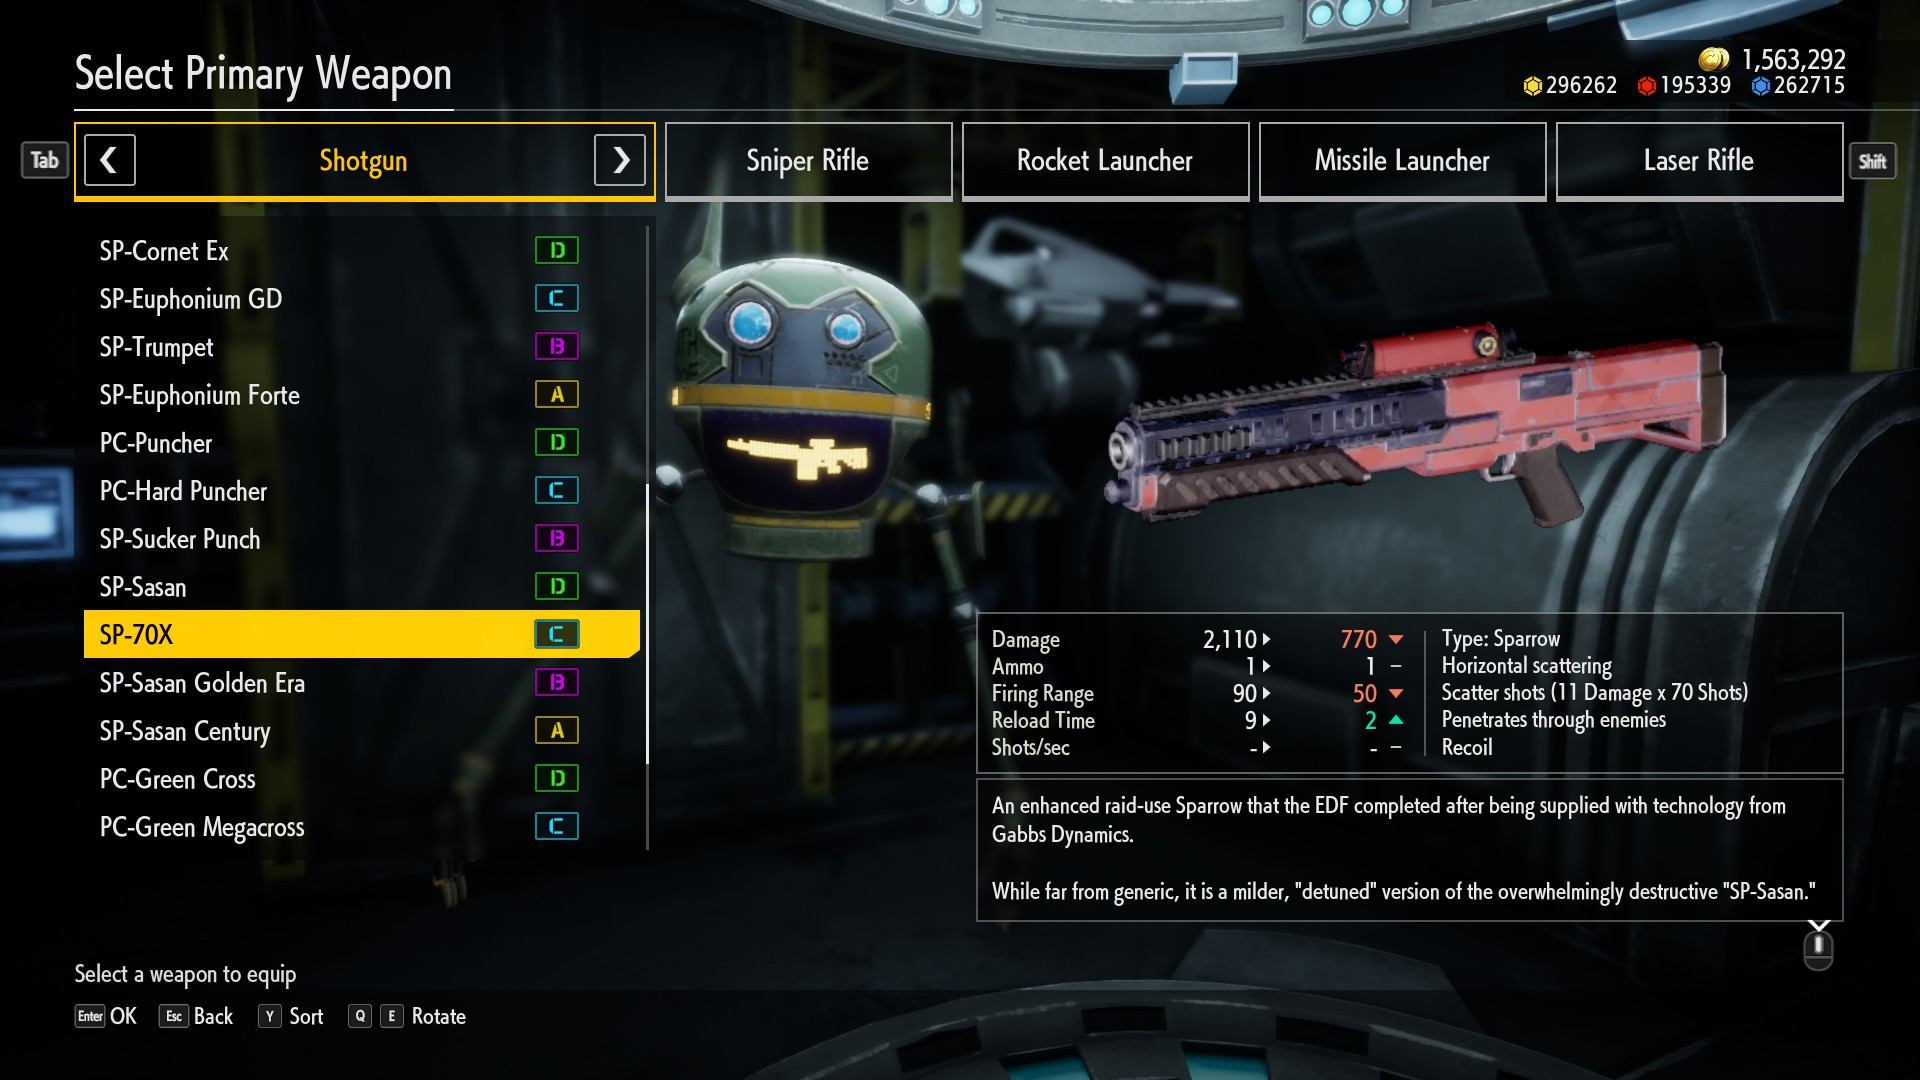 Select Primary Weapon
1,563,292
296262 195339 262715
Tab Shotgun Sniper Rifle Rocket Launcher Missile Launcher Laser Rifle Shift
SP-Cornet Ex D
SP-Euphonium GD C
SP-Trumpet B
SP-Euphonium Forte A
PC-Puncher D
PC-Hard Puncher C
SP-Sucker Punch B
SP-Sasan D
SP-70X C
SP-Sasan Golden Era B
SP-Sasan Century A
PC-Green Cross D
PC-Green Megacross C
Damage 2,110 770 Type: Sparrow
Ammo 1 1 – Horizontal scattering
Firing Range 90 50 Scatter shots (11 Damage x 70 Shots)
Reload Time 9 2 Penetrates through enemies
Shots/sec - - – Recoil
An enhanced raid-use Sparrow that the EDF completed after being supplied with technology from
Gabbs Dynamics.
While far from generic, it is a milder, "detuned" version of the overwhelmingly destructive "SP-Sasan."
Select a weapon to equip
Enter OK Esc Back Y Sort Q E Rotate